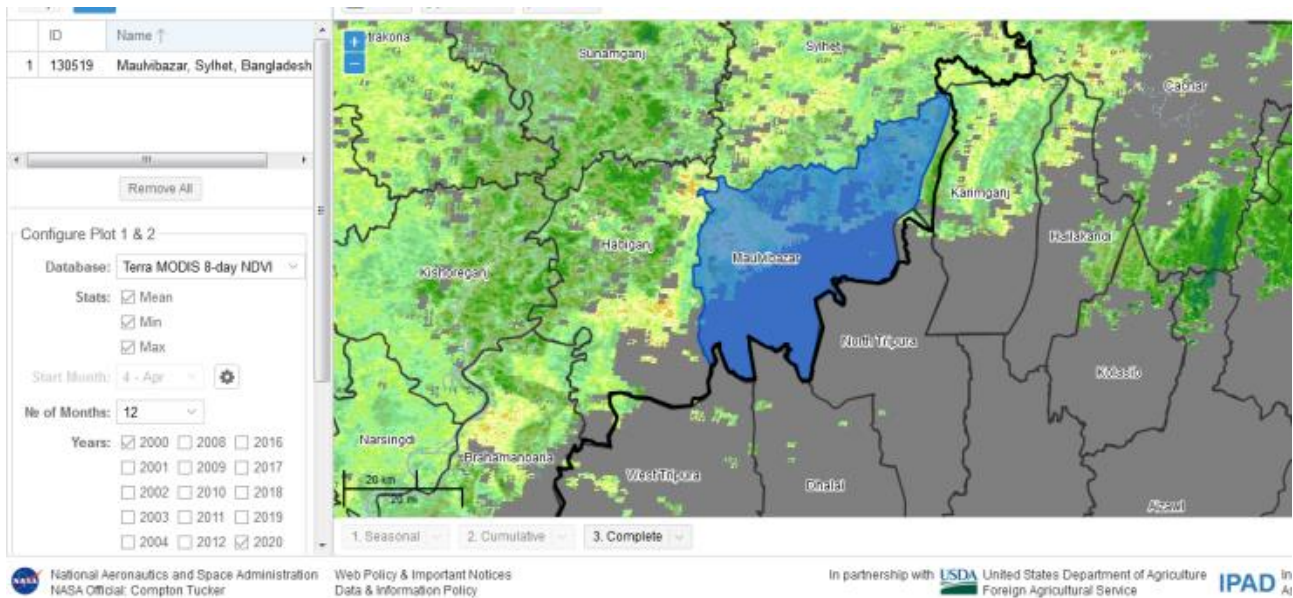 ID Name ↑
1 130519 Maulvibazar, Sylhet, Bangladesh
Remove All
Configure Plot 1 & 2
Database: Terra MODIS 8-day NDVI
Stats: Mean
Min
Max
Start Month: 4 - Apr
№ of Months: 12
Years: 2000 2008 2016
2001 2009 2017
2002 2010 2018
2003 2011 2019
2004 2012 2020
+
−
trakona
Sunamganj
Sylhet
Cachar
Karimganj
Habiganj
Hailakandi
Maulvibazar
Kishoreganj
North Tripura
Kolasib
Narsingdi
West Tripura
Dhalai
Aizawl
20 km
20 mi
1. Seasonal 2. Cumulative 3. Complete
NASA
National Aeronautics and Space Administration
NASA Official: Compton Tucker
Web Policy & Important Notices
Data & Information Policy
In partnership with USDA United States Department of Agriculture
Foreign Agricultural Service
IPAD